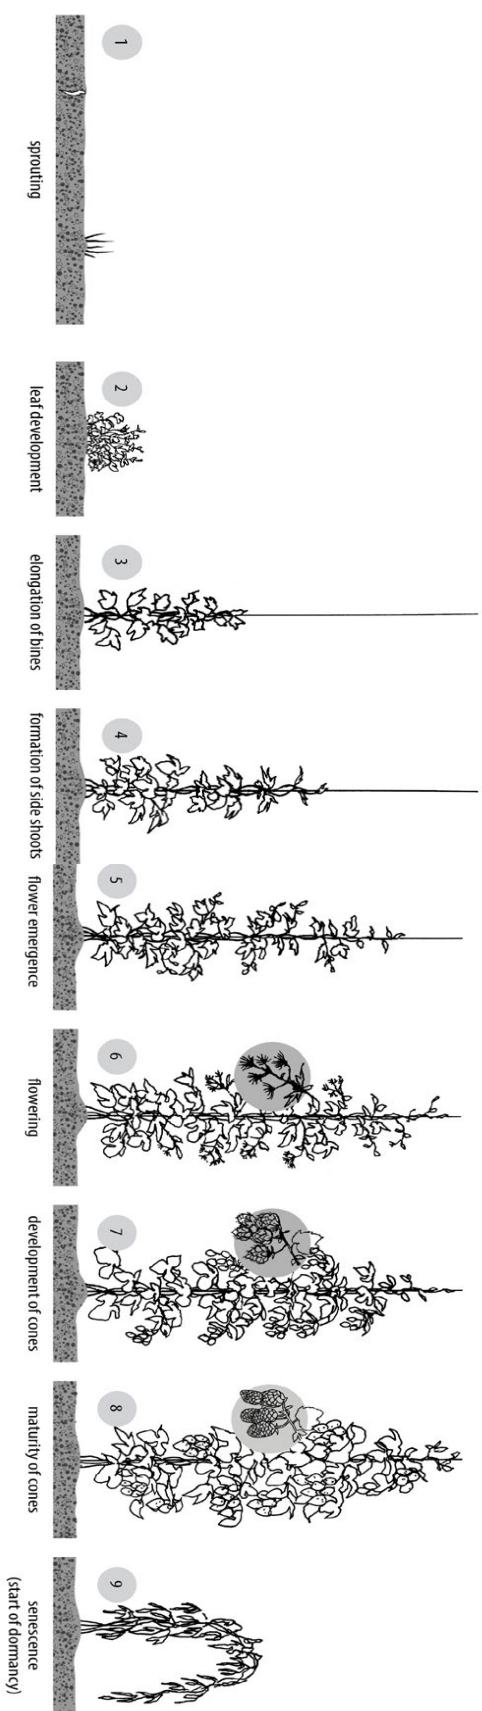 1
sprouting
2
leaf development
3
elongation of bines
4
formation of side shoots
5
flower emergence
6
flowering
7
development of cones
8
maturity of cones
9
senescence
(start of dormancy)